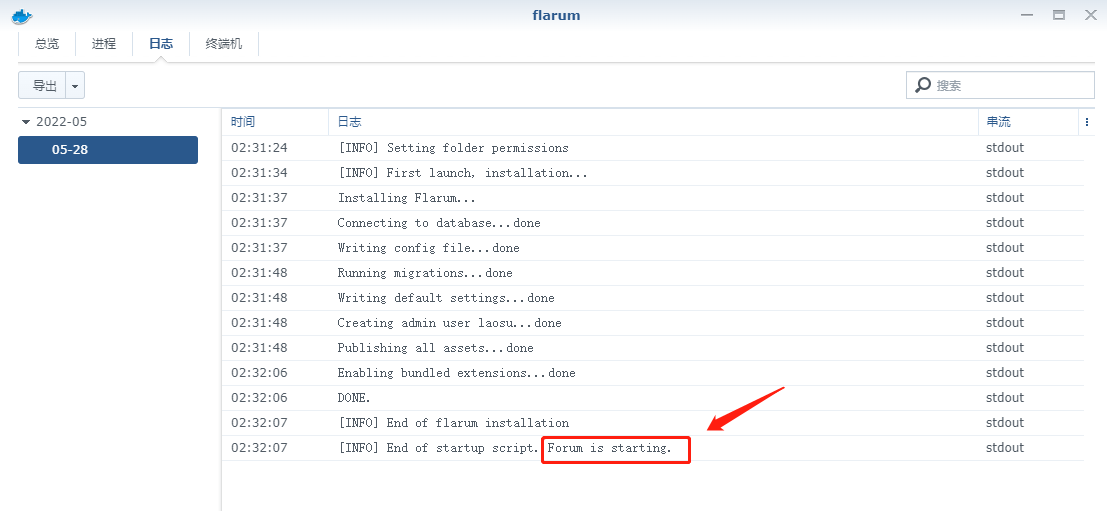 flarum
总览 进程 日志 终端机
导出 搜索
2022-05
05-28
时间 日志 串流
02:31:24 [INFO] Setting folder permissions stdout
02:31:34 [INFO] First launch, installation... stdout
02:31:37 Installing Flarum... stdout
02:31:37 Connecting to database...done stdout
02:31:37 Writing config file...done stdout
02:31:48 Running migrations...done stdout
02:31:48 Writing default settings...done stdout
02:31:48 Creating admin user laosu...done stdout
02:31:48 Publishing all assets...done stdout
02:32:06 Enabling bundled extensions...done stdout
02:32:06 DONE. stdout
02:32:07 [INFO] End of flarum installation stdout
02:32:07 [INFO] End of startup script. Forum is starting. stdout